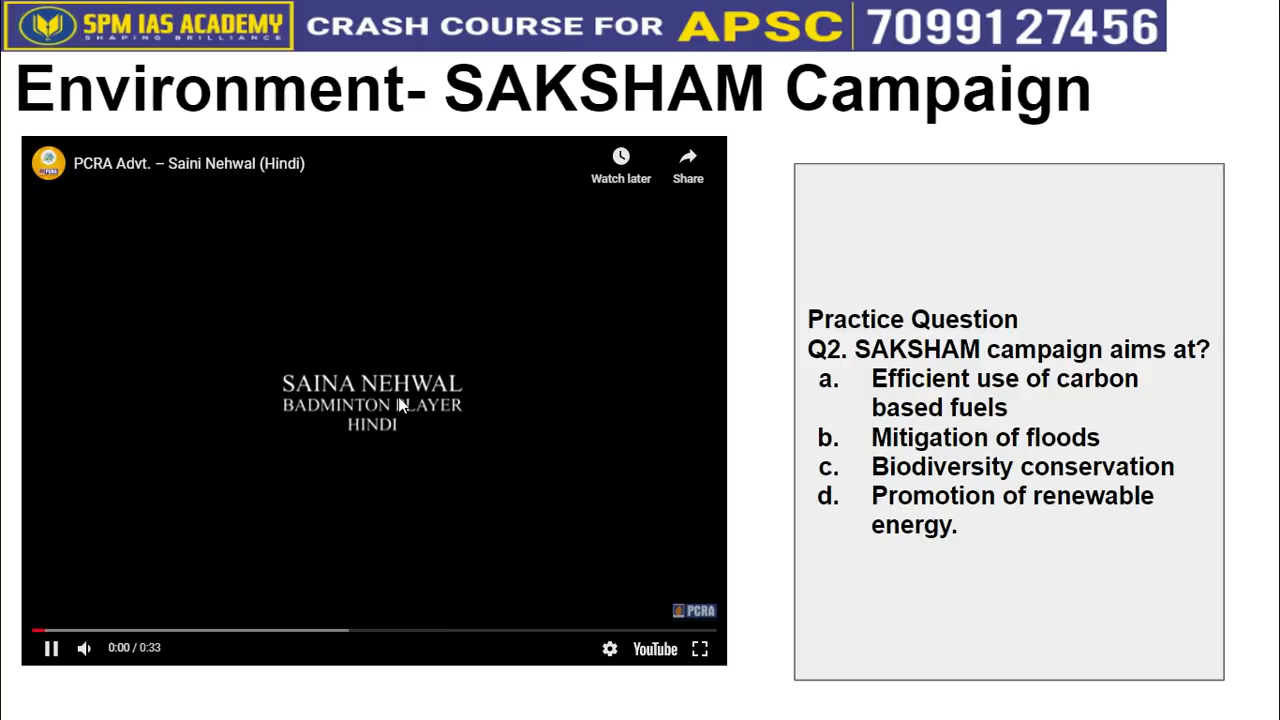 SPM IAS ACADEMY
SHAPING BRILLIANCE
CRASH COURSE FOR APSC 70991 27456
Environment- SAKSHAM Campaign
PCRA Advt. – Saini Nehwal (Hindi)
Watch later
Share
SAINA NEHWAL
BADMINTON PLAYER
HINDI
PCRA
0:00 / 0:33
YouTube
Practice Question
Q2. SAKSHAM campaign aims at?
a. Efficient use of carbon
based fuels
b. Mitigation of floods
c. Biodiversity conservation
d. Promotion of renewable
energy.